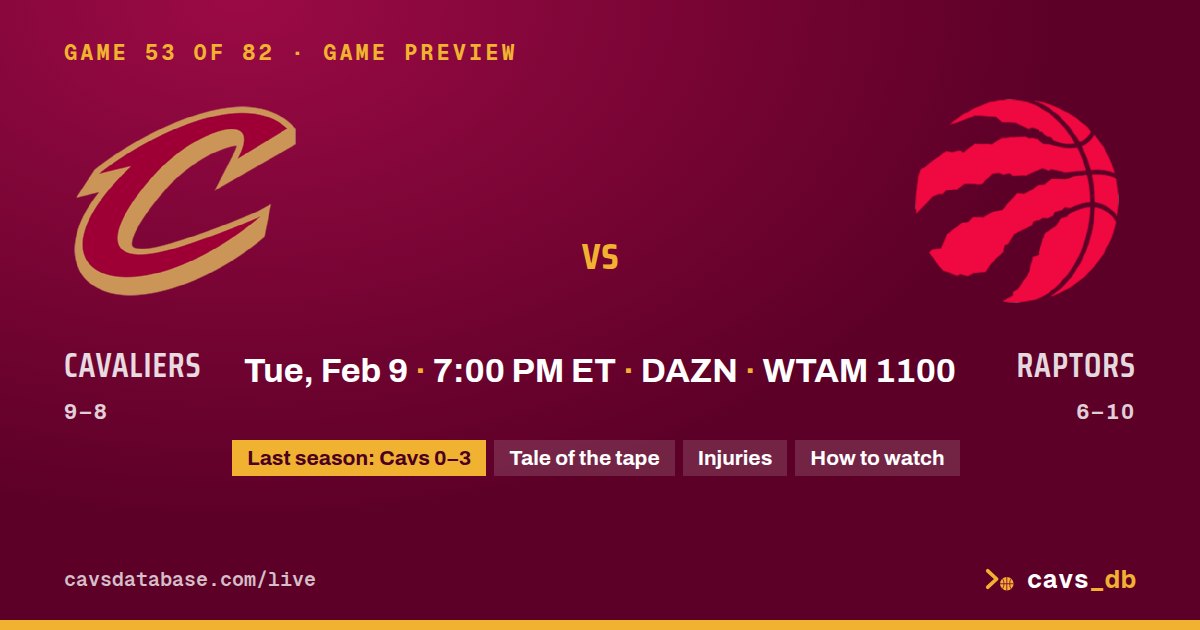 GAME 53 OF 82 · GAME PREVIEW
VS
CAVALIERS
9–8
Tue, Feb 9 · 7:00 PM ET · DAZN · WTAM 1100
RAPTORS
6–10
Last season: Cavs 0–3
Tale of the tape
Injuries
How to watch
cavsdatabase.com/live
cavs_db